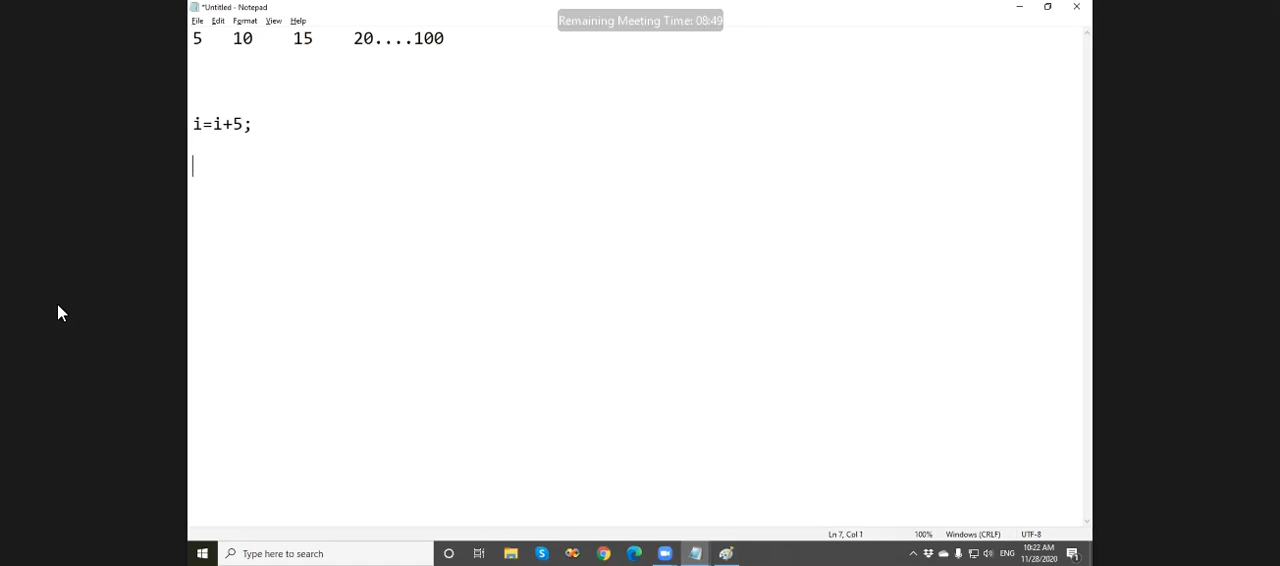 *Untitled - Notepad
Remaining Meeting Time: 08:49
File Edit Format View Help
5 10 15 20....100
i=i+5;
Ln 7, Col 1 100% Windows (CRLF) UTF-8
Type here to search
ENG
10:22 AM
11/28/2020
1